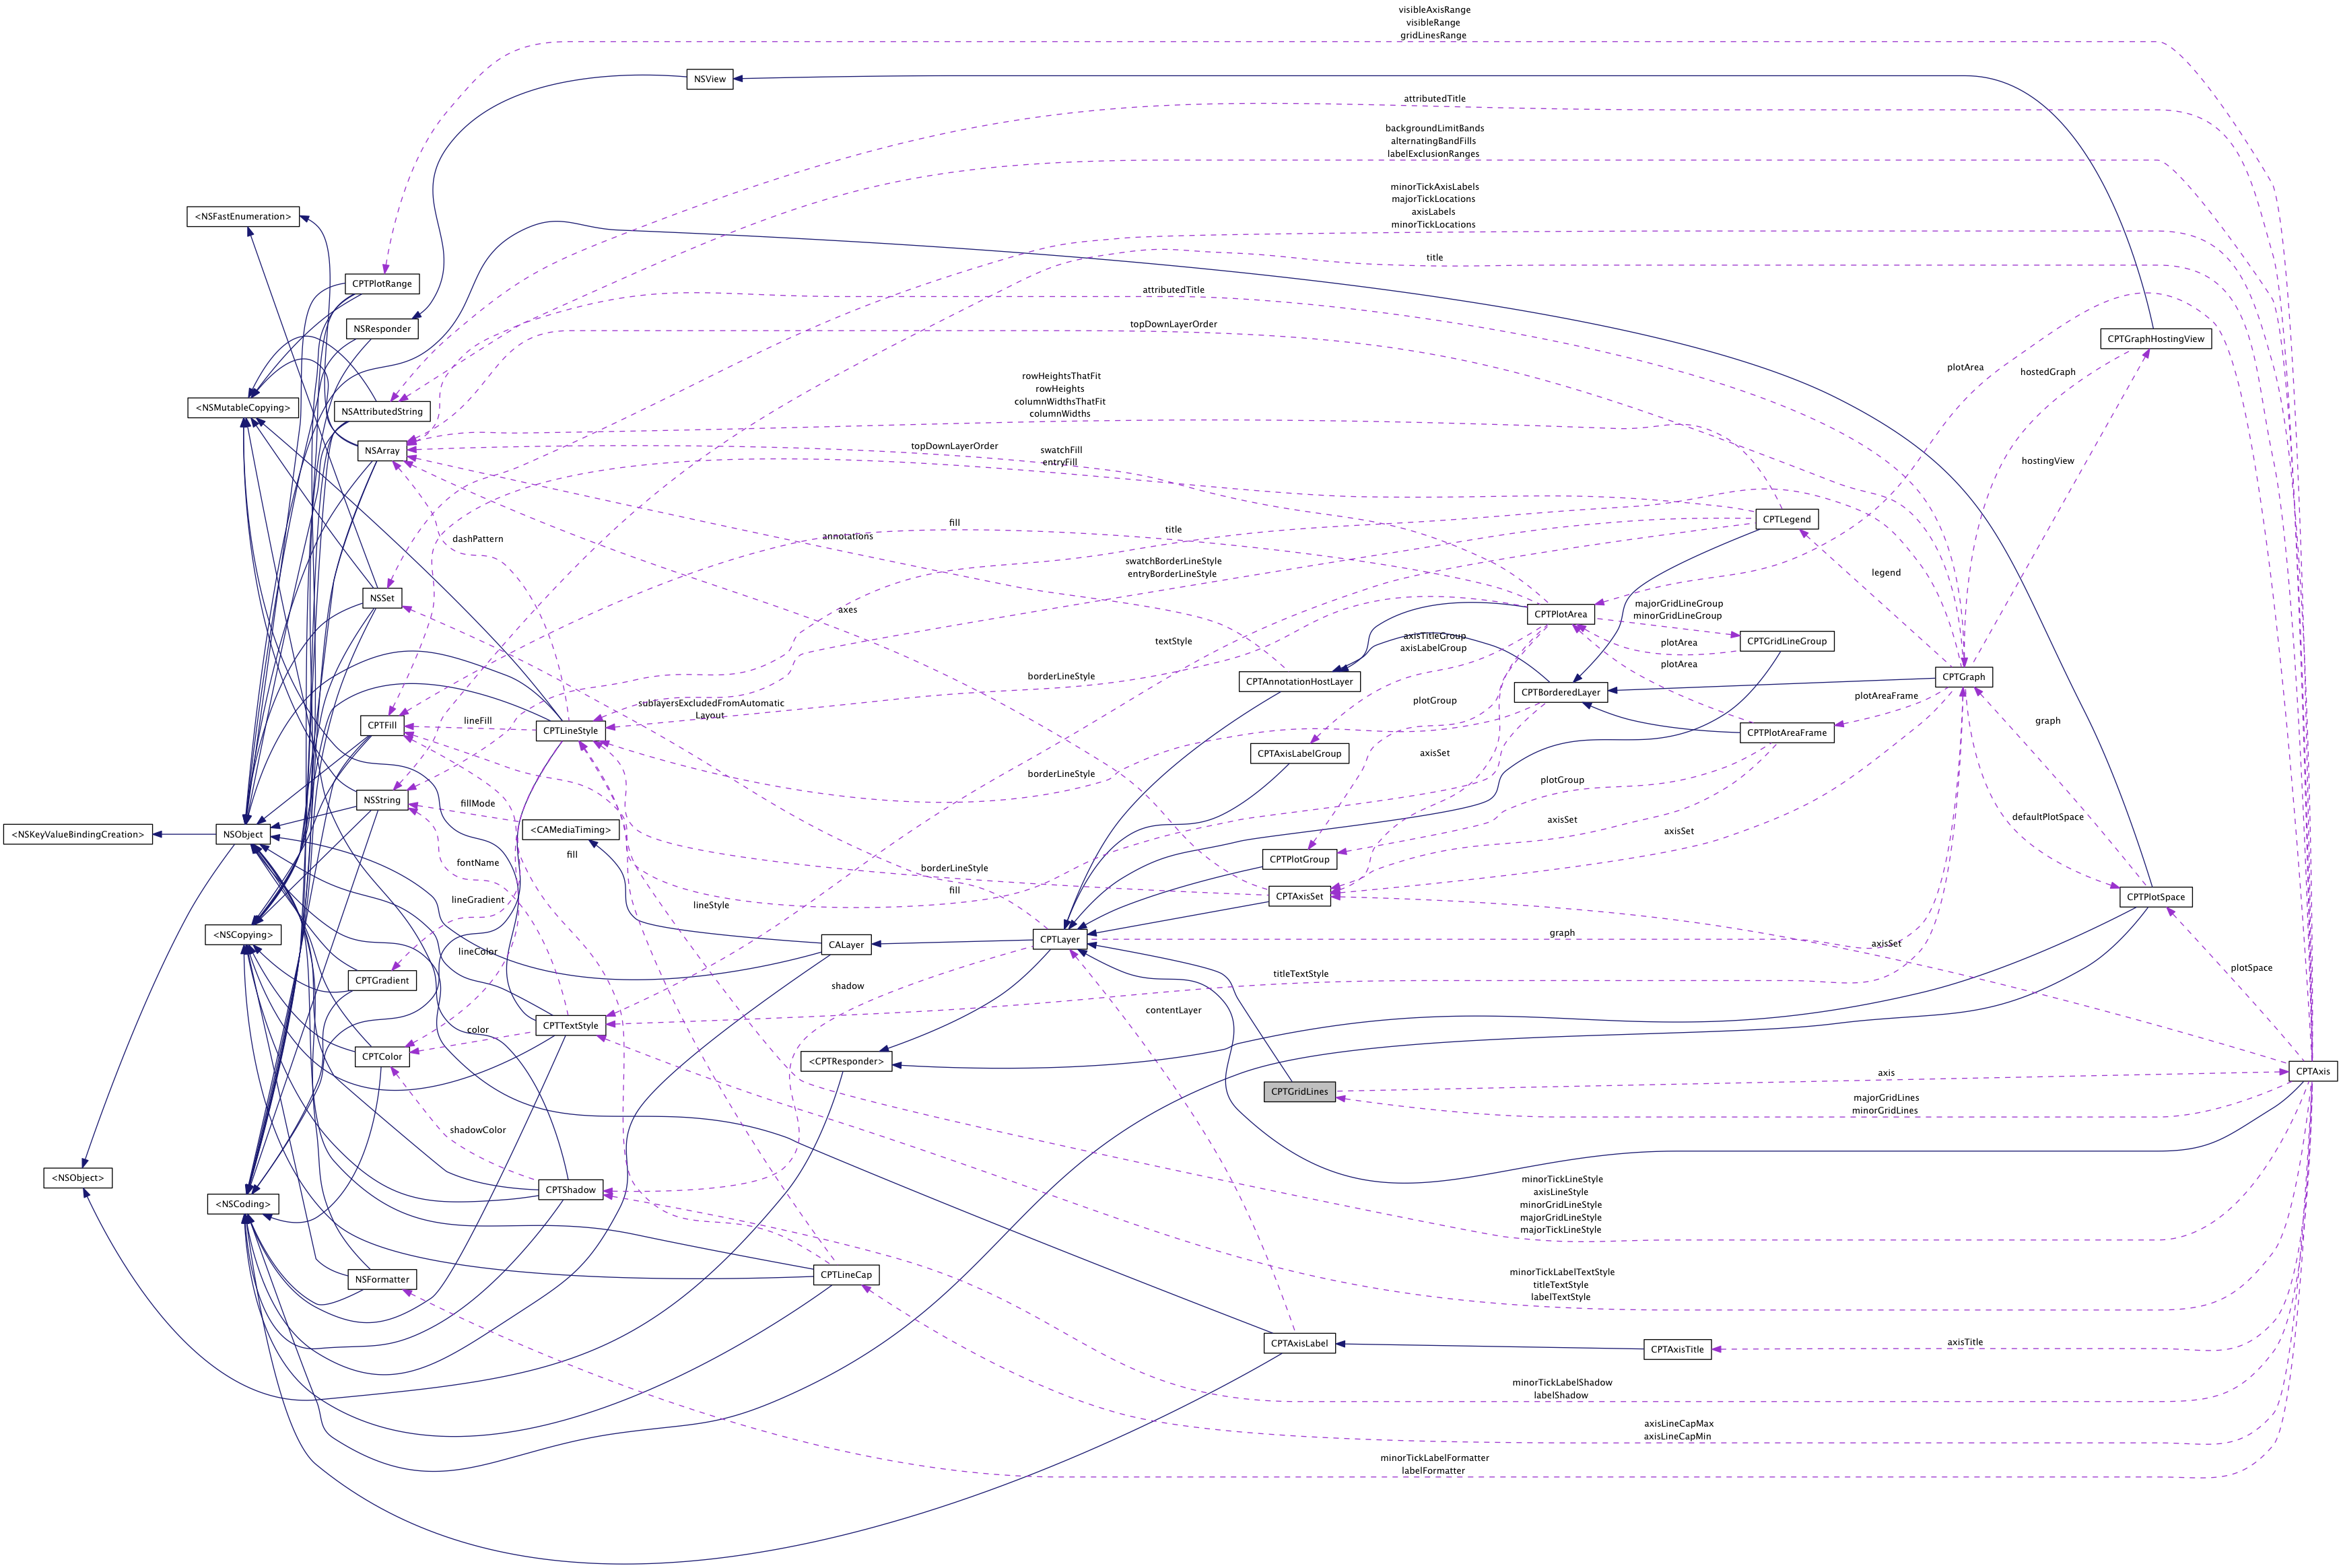 visibleAxisRange
visibleRange
gridLinesRange
NSView
attributedTitle
backgroundLimitBands
alternatingBandFills
labelExclusionRanges
minorTickAxisLabels
majorTickLocations
axisLabels
minorTickLocations
<NSFastEnumeration>
title
CPTPlotRange
attributedTitle
NSResponder
topDownLayerOrder
CPTGraphHostingView
plotArea
hostedGraph
rowHeightsThatFit
rowHeights
columnWidthsThatFit
columnWidths
<NSMutableCopying>
NSAttributedString
NSArray
topDownLayerOrder
swatchFill
entryFill
hostingView
CPTLegend
fill
title
dashPattern
annotations
swatchBorderLineStyle
entryBorderLineStyle
legend
NSSet
axes
majorGridLineGroup
minorGridLineGroup
CPTPlotArea
axisTitleGroup
axisLabelGroup
textStyle
CPTGridLineGroup
plotArea
plotArea
CPTAnnotationHostLayer
borderLineStyle
CPTGraph
CPTBorderedLayer
plotAreaFrame
sublayersExcludedFromAutomatic
Layout
plotGroup
lineFill
CPTFill
CPTLineStyle
graph
CPTPlotAreaFrame
CPTAxisLabelGroup
axisSet
borderLineStyle
plotGroup
NSString
fillMode
<CAMediaTiming>
axisSet
defaultPlotSpace
axisSet
<NSKeyValueBindingCreation>
NSObject
fill
fontName
CPTPlotGroup
borderLineStyle
fill
lineGradient
lineStyle
CPTAxisSet
CPTPlotSpace
<NSCopying>
CALayer
CPTLayer
graph
axisSet
lineColor
plotSpace
titleTextStyle
CPTGradient
shadow
contentLayer
color
CPTTextStyle
CPTColor
<CPTResponder>
axis
CPTAxis
CPTGridLines
majorGridLines
minorGridLines
shadowColor
<NSObject>
minorTickLineStyle
axisLineStyle
minorGridLineStyle
majorGridLineStyle
majorTickLineStyle
CPTShadow
<NSCoding>
minorTickLabelTextStyle
titleTextStyle
labelTextStyle
NSFormatter
CPTLineCap
CPTAxisLabel
CPTAxisTitle
axisTitle
minorTickLabelShadow
labelShadow
axisLineCapMax
axisLineCapMin
minorTickLabelFormatter
labelFormatter